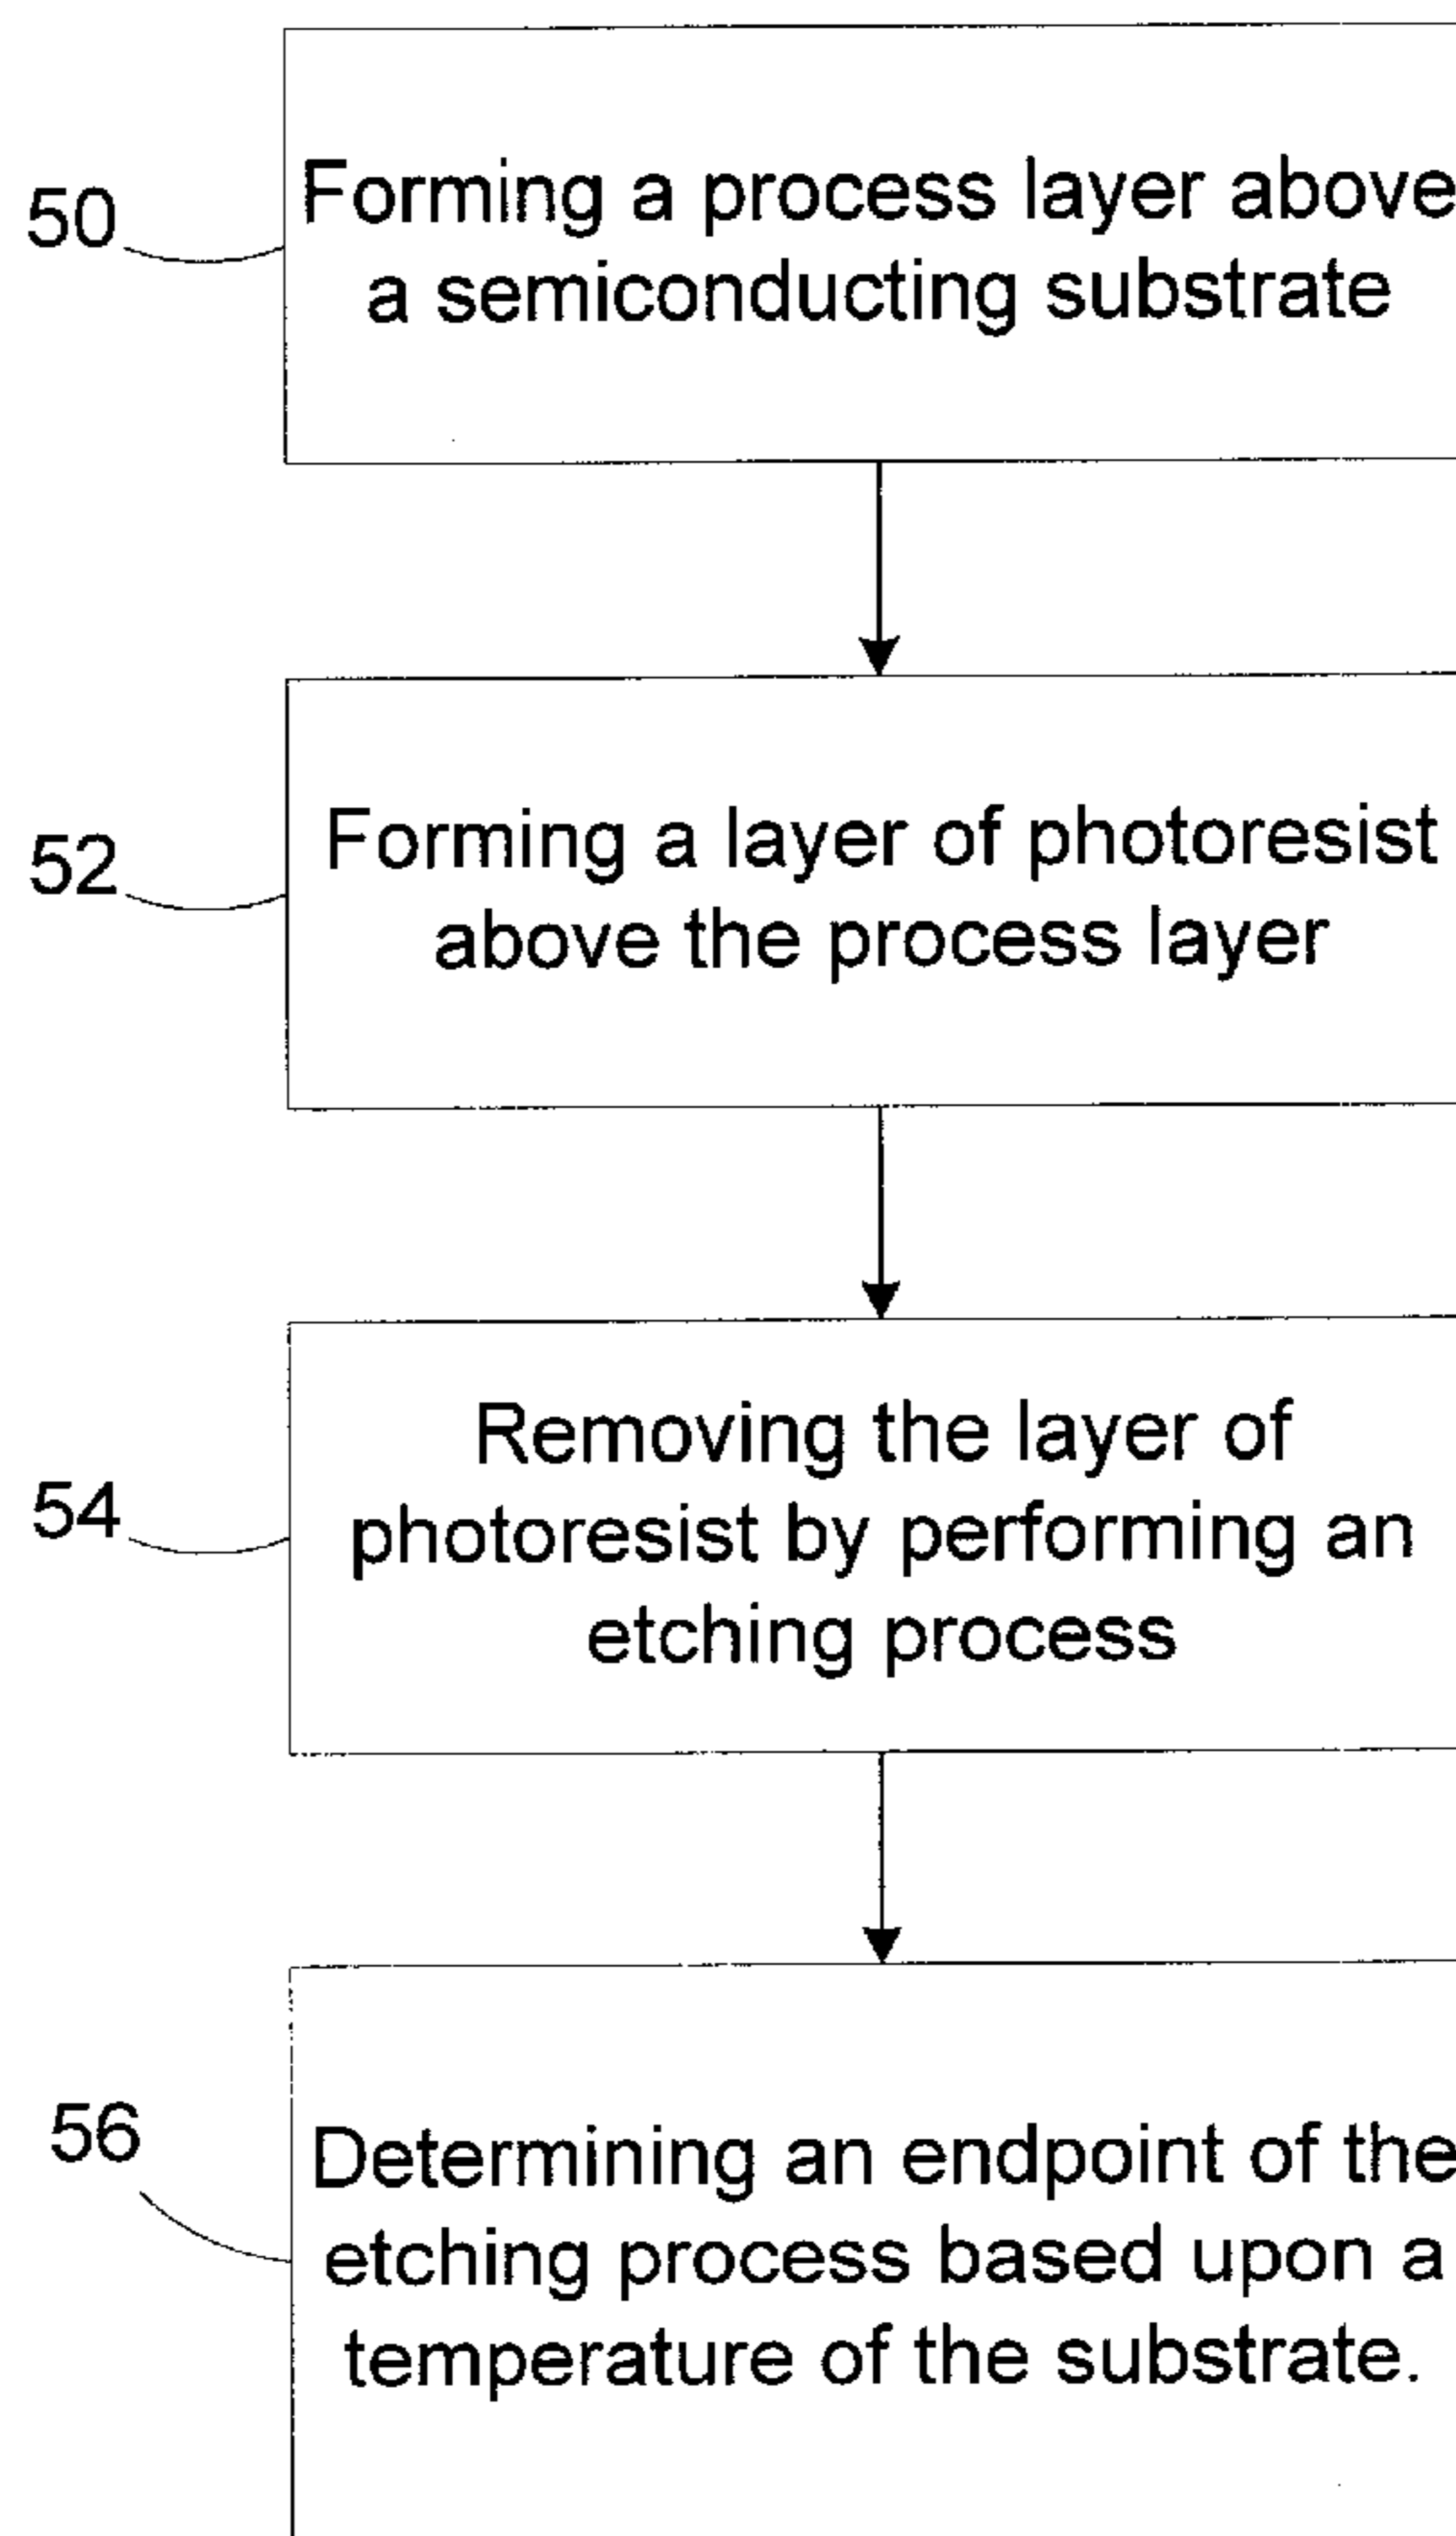 50
Forming a process layer above
a semiconducting substrate
52
Forming a layer of photoresist
above the process layer
54
Removing the layer of
photoresist by performing an
etching process
56
Determining an endpoint of the
etching process based upon a
temperature of the substrate.